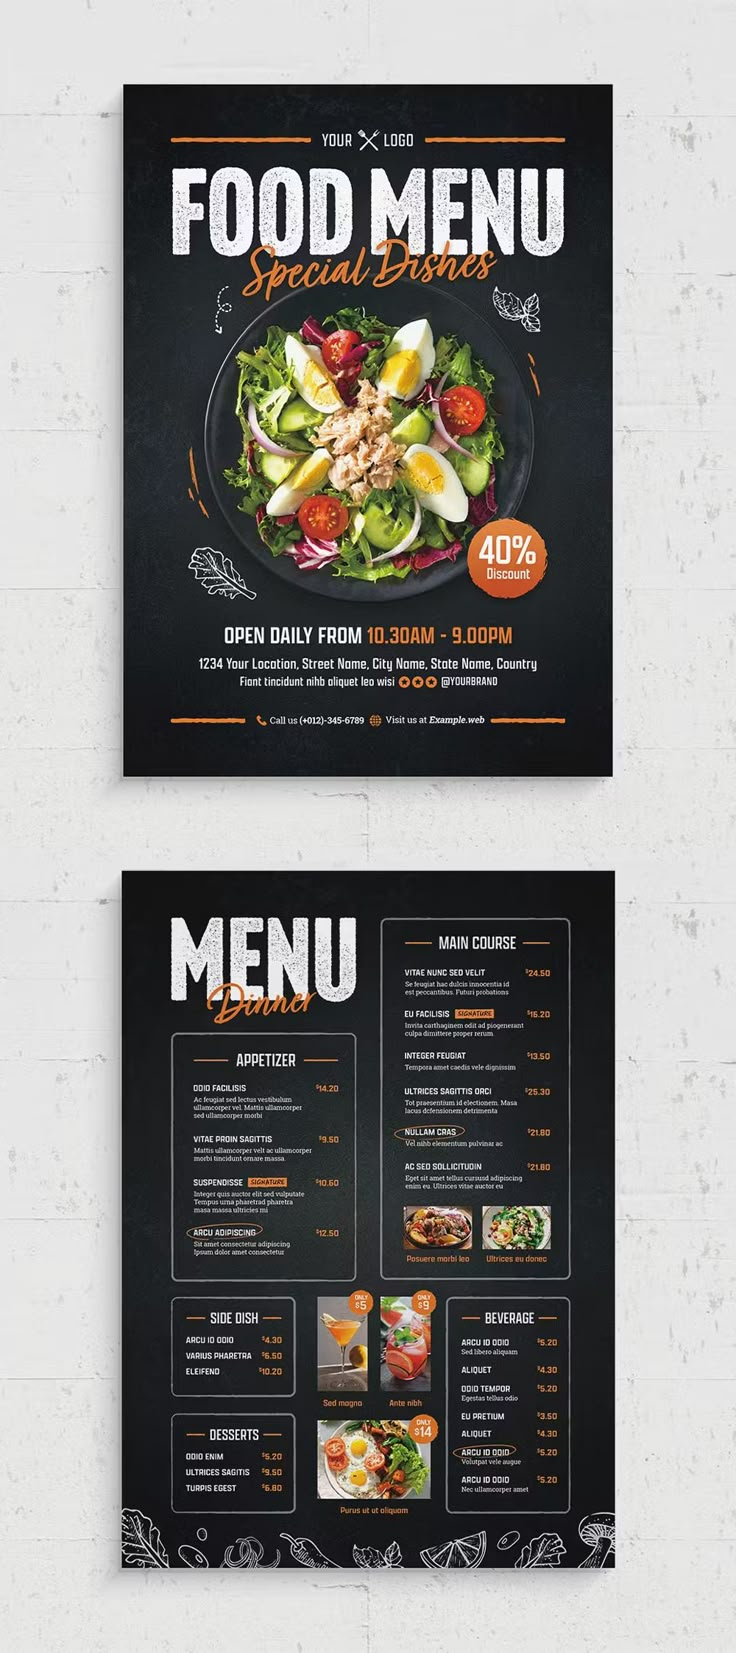 YOUR LOGO
FOOD MENU
Special Dishes
40%
Discount
OPEN DAILY FROM 10.30AM - 9.00PM
1234 Your Location, Street Name, City Name, State Name, Country
Fiant tincidunt nihb aliquet leo wisi @YOURBRAND
Call us (+012)-345-6789 Visit us at Example.web
MENU
Dinner
APPETIZER
ODIO FACILISIS $14.20
Ac feugiat sed lectus vestibulum
ullamcorper vel. Mattis ullamcorper
sed ullamcorper morbi
VITAE PROIN SAGITTIS $9.50
Mattis ullamcorper velt ac ullamcorper
morbi tincidunt ornare massa.
SUSPENDISSE SIGNATURE $10.60
Integer quis auctor elit sed vulputate
Tempus urna pharetrad pharetra
masa massa ultricies mi
ARCU ADIPISCING $12.50
Sit amet consectetur adipiscing
Ipsum dolor amet consectetur
MAIN COURSE
VITAE NUNC SED VELIT $24.50
Se feugiat hac dulcis innocentia id
est peccantibus. Futuri probations
EU FACILISIS SIGNATURE $16.20
Invita carthaginem odit ad piogenerant
culpa dimittere proper rerum
INTEGER FEUGIAT $13.50
Tempora amet caedis vele dignissim
ULTRICES SAGITTIS ORCI $25.30
Tot praesentium id electionem. Masa
lacus dcfensionem detrimenta
NULLAM CRAS $21.80
Vel nihb elementum pulvinar ac
AC SED SOLLICITUDIN $21.80
Eget sit amet tellus curusud adipiscing
enim eu. Ultrices vitae auctor eu
Posuere morbi leo Ultrices eu donec
SIDE DISH
ARCU IO ODIO $4.30
VARIUS PHARETRA $6.50
ELEIFEND $10.20
DESSERTS
ODIO ENIM $5.20
ULTRICES SAGITIS $9.50
TURPIS EGEST $6.80
ONLY
$5
Sed magna
ONLY
$9
Ante nibh
ONLY
$14
Purus ut ut aliquam
BEVERAGE
ARCU ID ODIO $5.20
Sed libero aliquam
ALIQUET $4.30
ODIO TEMPOR $5.20
Egestas tellus odio
EU PRETIUM $3.50
ALIQUET $4.30
ARCU ID ODIO $5.20
Volutpat vele augue
ARCU ID ODIO $5.20
Nec ullamcorper amet